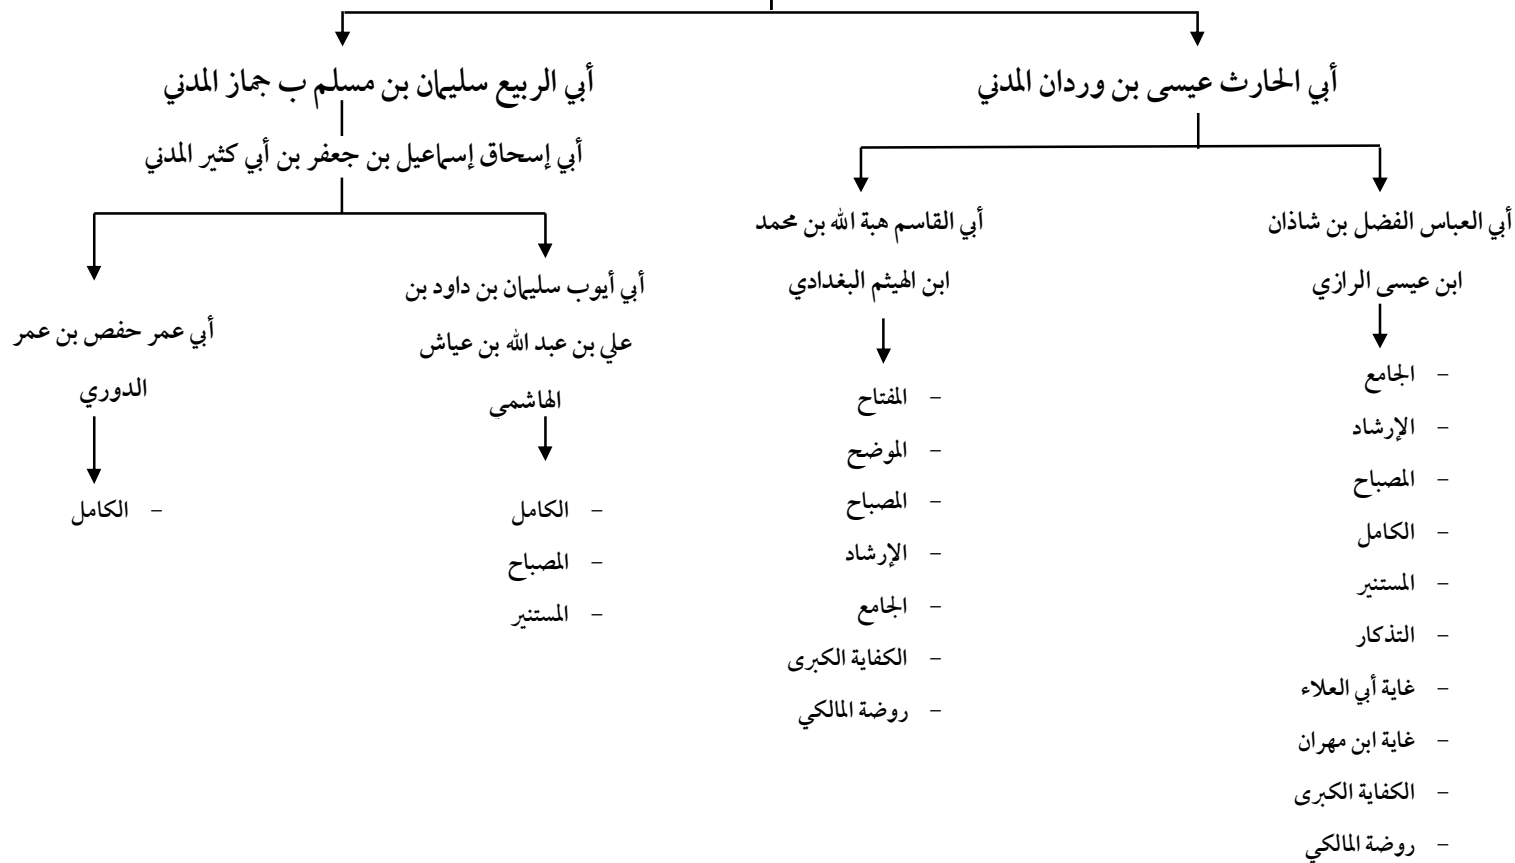 أبي الحارث عيسى بن وردان المدني
أبي العباس الفضل بن شاذان
ابن عيسى الرازي
– الجامع
– الإرشاد
– المصباح
– الكامل
– المستنير
– التذكار
– غاية أبي العلاء
– غاية ابن مهران
– الكفاية الكبرى
– روضة المالكي
أبي القاسم هبة الله بن محمد
ابن الهيثم البغدادي
– المفتاح
– الموضح
– المصباح
– الإرشاد
– الجامع
– الكفاية الكبرى
– روضة المالكي
أبي الربيع سليمان بن مسلم ب جماز المدني
أبي إسحاق إسماعيل بن جعفر بن أبي كثير المدني
أبي أيوب سليمان بن داود بن
علي بن عبد الله بن عياش
الهاشمي
– الكامل
– المصباح
– المستنير
أبي عمر حفص بن عمر
الدوري
– الكامل